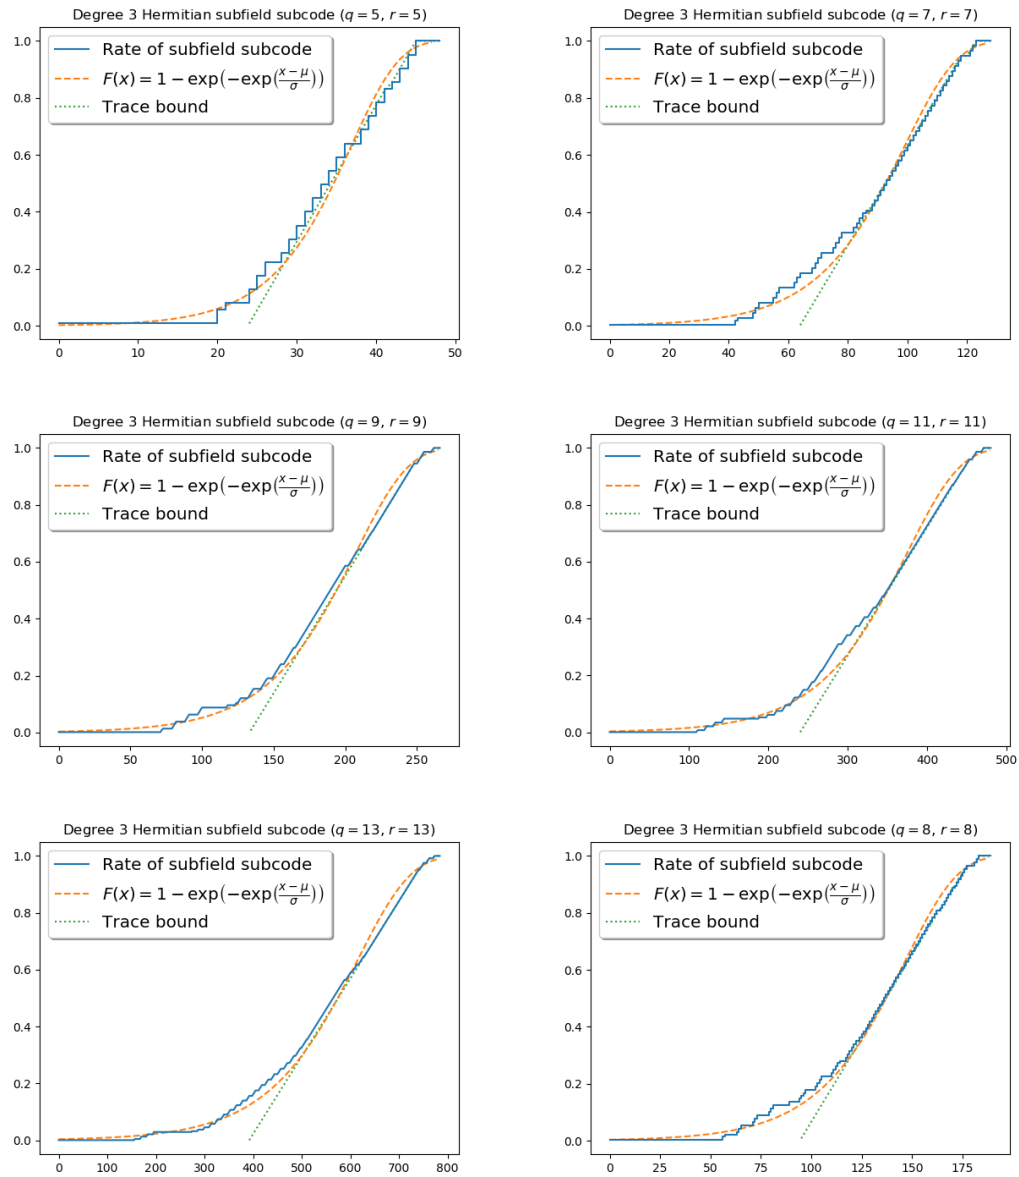 Degree 3 Hermitian subfield subcode (q = 5, r = 5)
Rate of subfield subcode
F(x) = 1 − exp(−exp(\frac{x−μ}{σ}))
Trace bound
1.0
0.8
0.6
0.4
0.2
0.0
0 10 20 30 40 50
Degree 3 Hermitian subfield subcode (q = 7, r = 7)
Rate of subfield subcode
F(x) = 1 − exp(−exp(\frac{x−μ}{σ}))
Trace bound
1.0
0.8
0.6
0.4
0.2
0.0
0 20 40 60 80 100 120
Degree 3 Hermitian subfield subcode (q = 9, r = 9)
Rate of subfield subcode
F(x) = 1 − exp(−exp(\frac{x−μ}{σ}))
Trace bound
1.0
0.8
0.6
0.4
0.2
0.0
0 50 100 150 200 250
Degree 3 Hermitian subfield subcode (q = 11, r = 11)
Rate of subfield subcode
F(x) = 1 − exp(−exp(\frac{x−μ}{σ}))
Trace bound
1.0
0.8
0.6
0.4
0.2
0.0
0 100 200 300 400 500
Degree 3 Hermitian subfield subcode (q = 13, r = 13)
Rate of subfield subcode
F(x) = 1 − exp(−exp(\frac{x−μ}{σ}))
Trace bound
1.0
0.8
0.6
0.4
0.2
0.0
0 100 200 300 400 500 600 700 800
Degree 3 Hermitian subfield subcode (q = 8, r = 8)
Rate of subfield subcode
F(x) = 1 − exp(−exp(\frac{x−μ}{σ}))
Trace bound
1.0
0.8
0.6
0.4
0.2
0.0
0 25 50 75 100 125 150 175